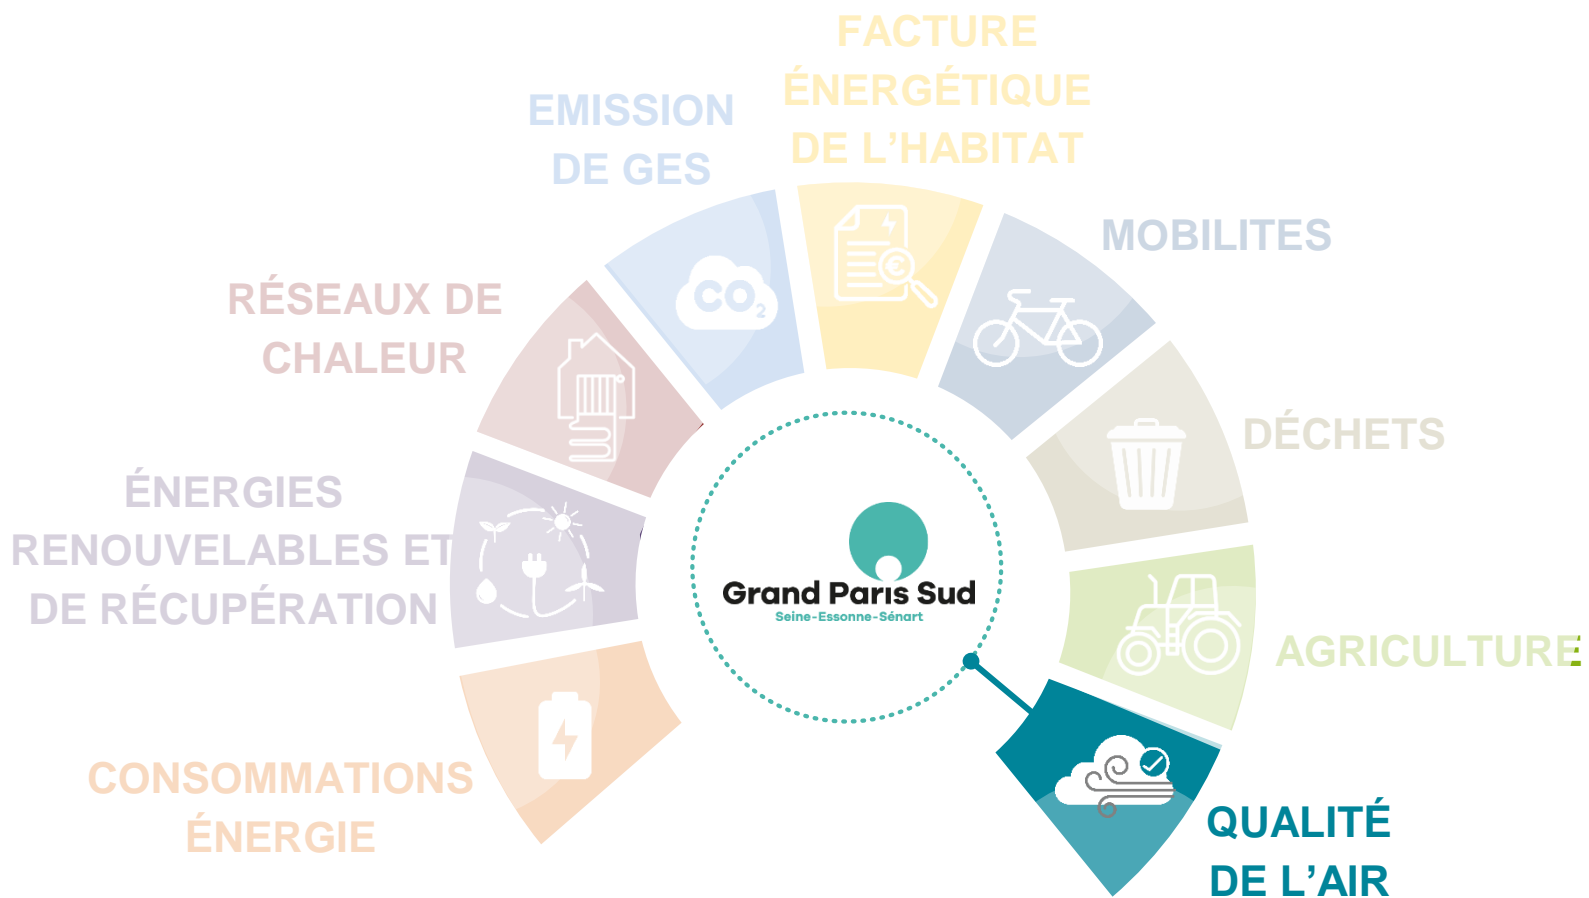 FACTURE
ÉNERGÉTIQUE
DE L’HABITAT
EMISSION
DE GES
MOBILITES
RÉSEAUX DE
CHALEUR
CO2
€
DÉCHETS
ÉNERGIES
RENOUVELABLES ET
DE RÉCUPÉRATION
Grand Paris Sud
Seine-Essonne-Sénart
AGRICULTURE
CONSOMMATIONS
ÉNERGIE
QUALITÉ
DE L’AIR